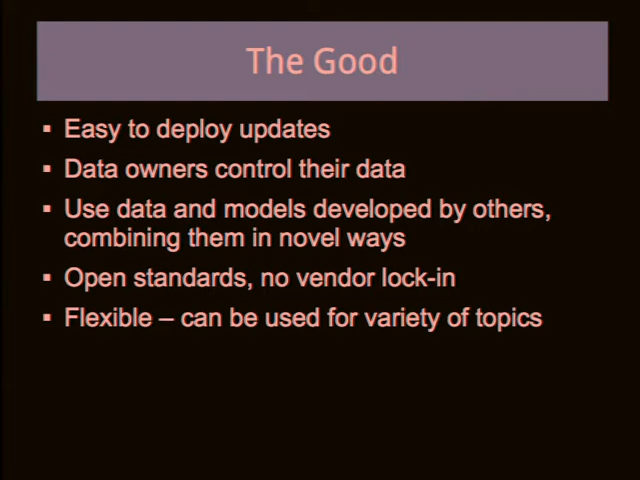 The Good
▪ Easy to deploy updates
▪ Data owners control their data
▪ Use data and models developed by others,
combining them in novel ways
▪ Open standards, no vendor lock-in
▪ Flexible – can be used for variety of topics